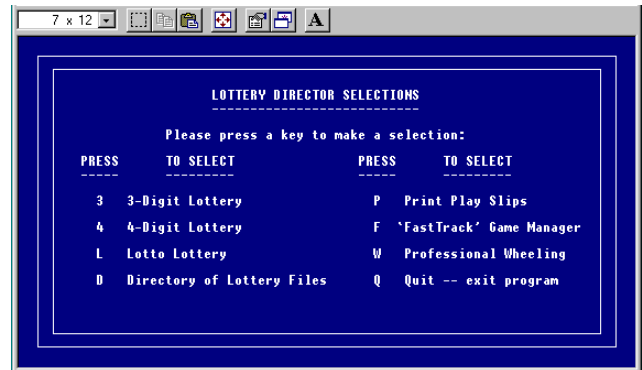 7 x 12
A
LOTTERY DIRECTOR SELECTIONS
---------------------------
Please press a key to make a selection:
PRESS TO SELECT PRESS TO SELECT
----- --------- ----- ---------
3 3-Digit Lottery P Print Play Slips
4 4-Digit Lottery F `FastTrack' Game Manager
L Lotto Lottery W Professional Wheeling
D Directory of Lottery Files Q Quit -- exit program